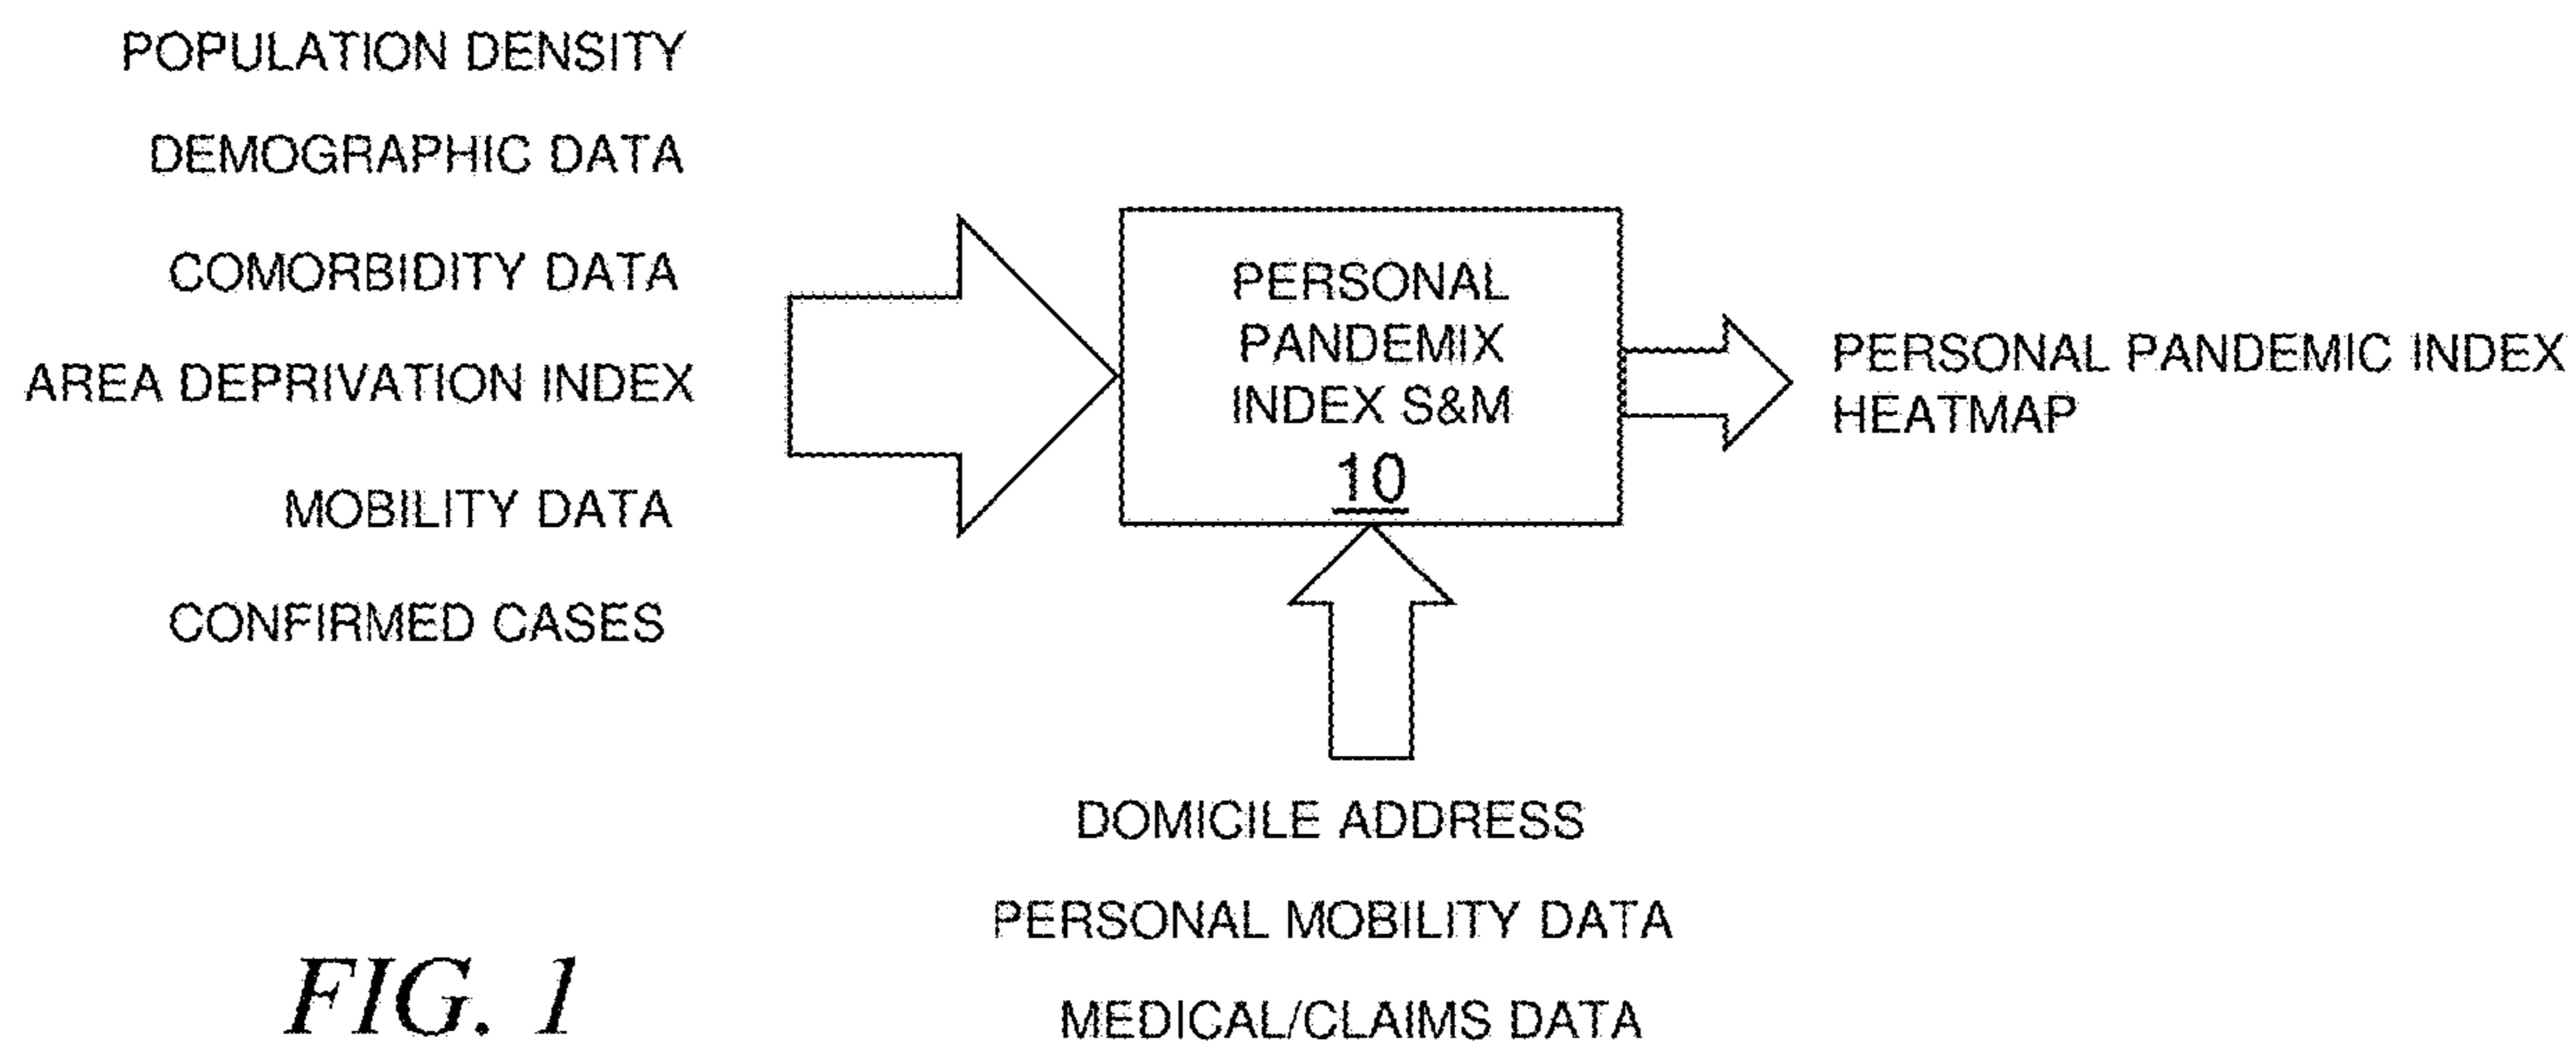 POPULATION DENSITY
DEMOGRAPHIC DATA
COMORBIDITY DATA
AREA DEPRIVATION INDEX
MOBILITY DATA
CONFIRMED CASES
PERSONAL
PANDEMIX
INDEX S&M
10
PERSONAL PANDEMIC INDEX
HEATMAP
DOMICILE ADDRESS
PERSONAL MOBILITY DATA
MEDICAL/CLAIMS DATA
FIG. 1